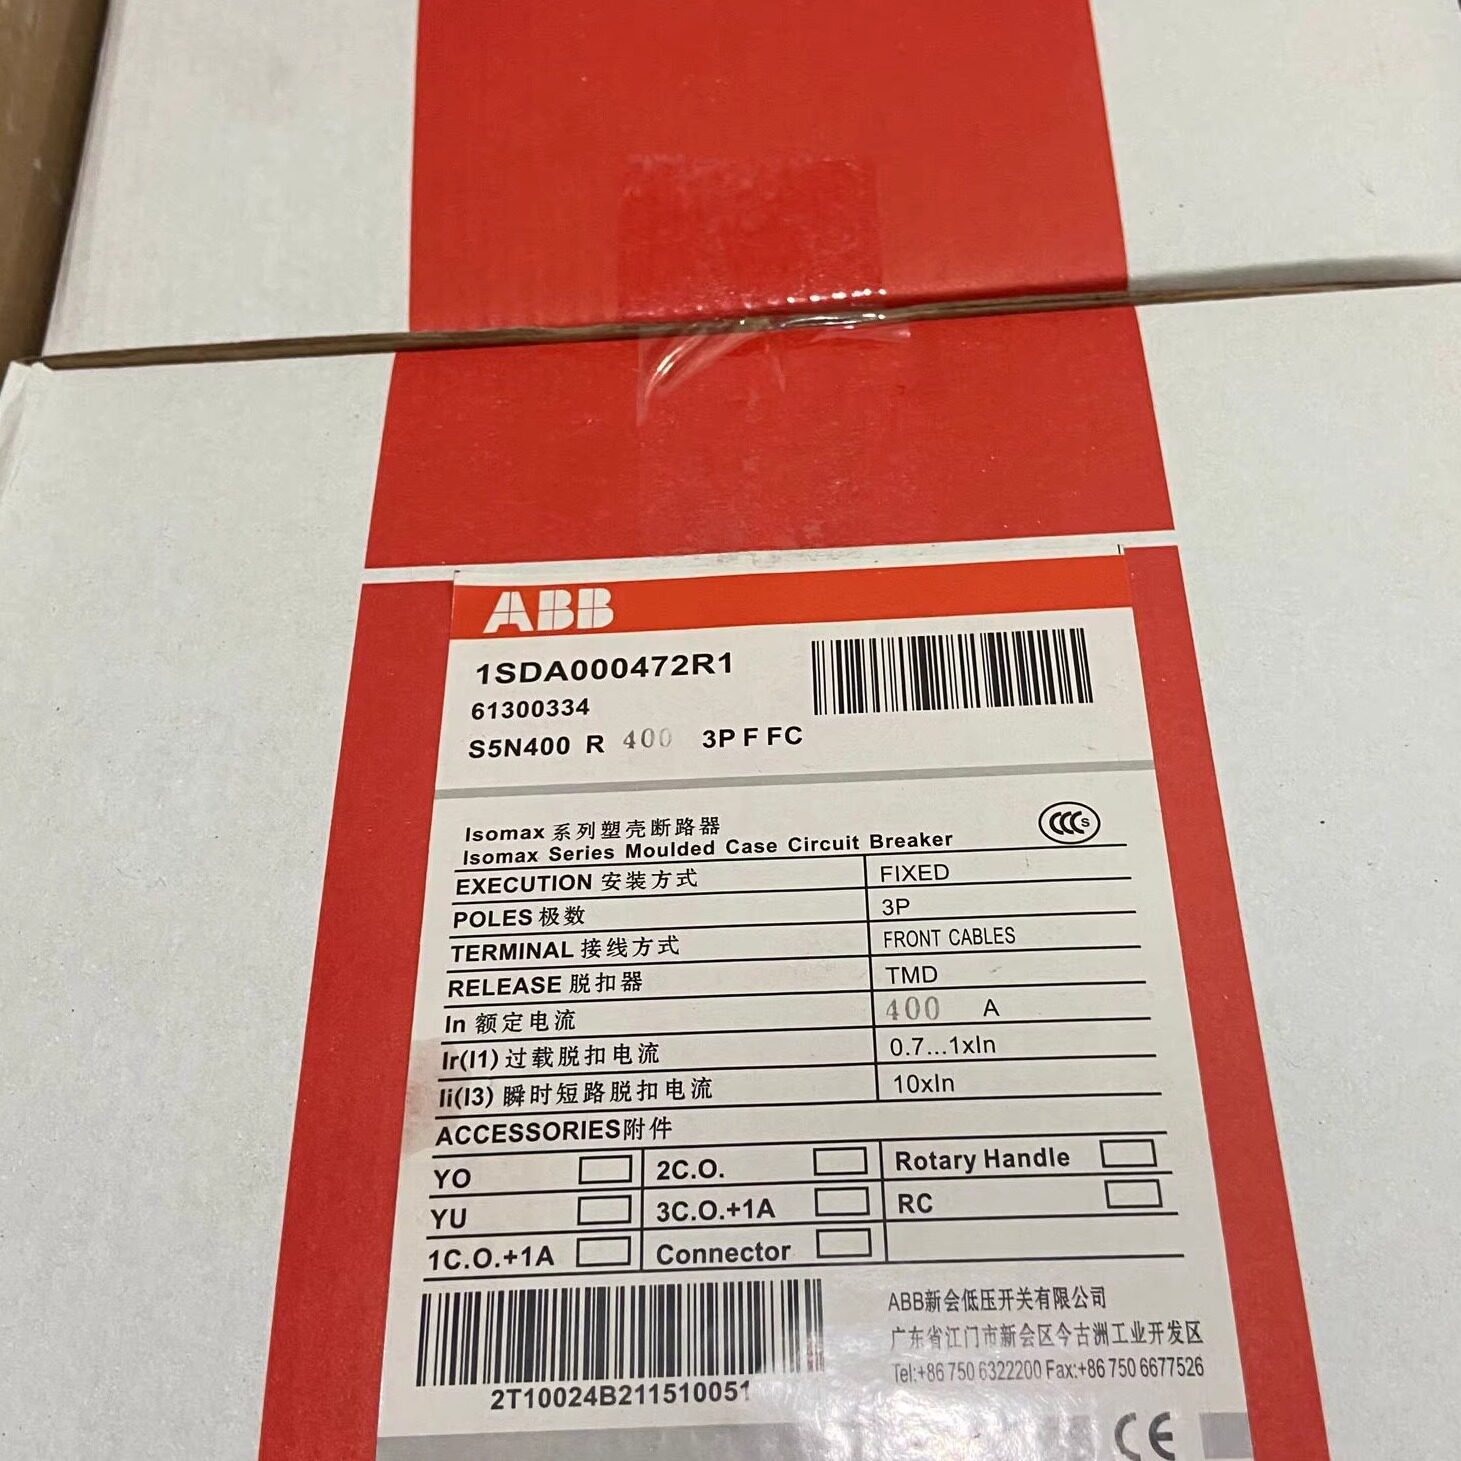 ABB
1SDA000472R1
61300334
S5N400 R 400 3P F FC
Isomax 系列塑壳断路器
Isomax Series Moulded Case Circuit Breaker
CCC S
EXECUTION 安装方式 FIXED
POLES 极数 3P
TERMINAL 接线方式 FRONT CABLES
RELEASE 脱扣器 TMD
In 额定电流 400 A
Ir(I1) 过载脱扣电流 0.7...1xIn
Ii(I3) 瞬时短路脱扣电流 10xIn
ACCESSORIES附件
YO 2C.O. Rotary Handle
YU 3C.O.+1A RC
1C.O.+1A Connector
ABB新会低压开关有限公司
广东省江门市新会区今古洲工业开发区
Tel:+86 750 6322200 Fax:+86 750 6677526
2T10024B211510051
CE